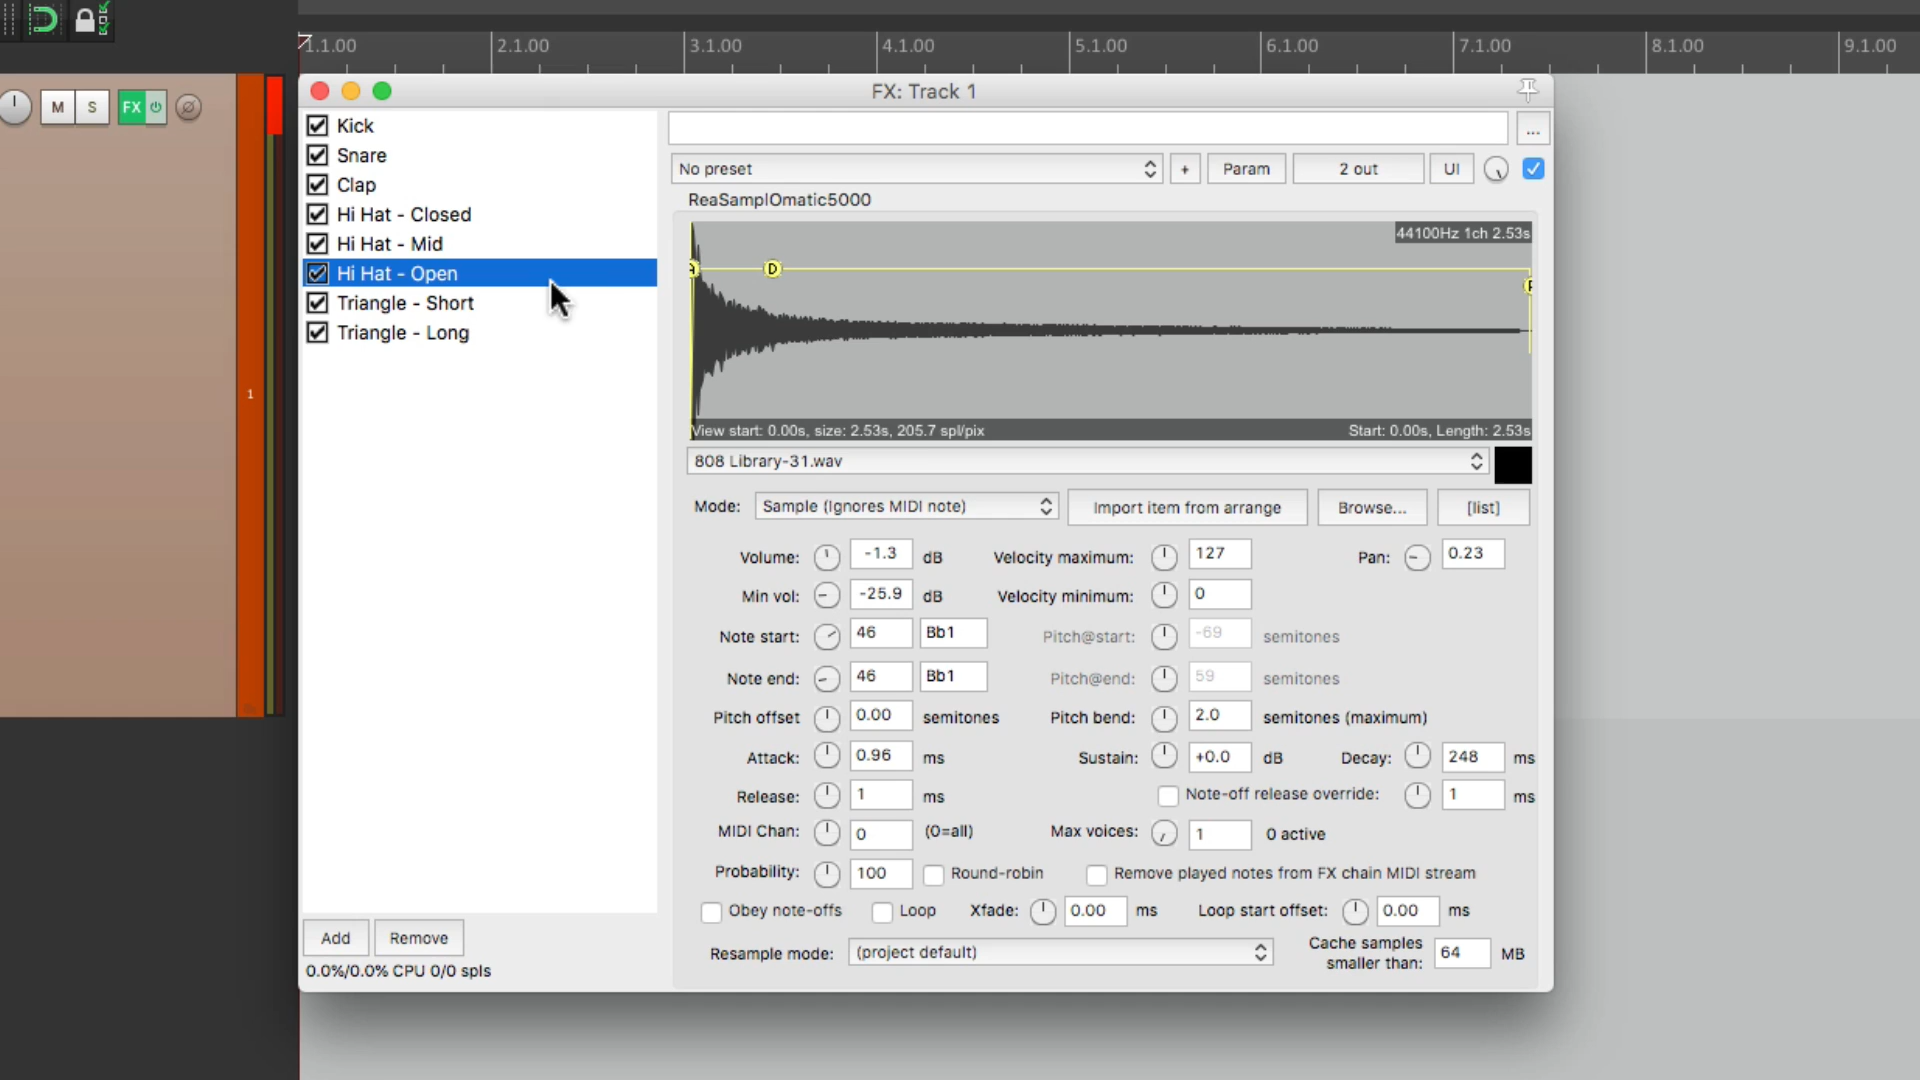 1.1.00 2.1.00 3.1.00 4.1.00 5.1.00 6.1.00 7.1.00 8.1.00 9.1.00
FX: Track 1
M S FX
1
Kick
Snare
Clap
Hi Hat - Closed
Hi Hat - Mid
Hi Hat - Open
Triangle - Short
Triangle - Long
Add Remove
0.0%/0.0% CPU 0/0 spls
...
No preset + Param 2 out UI
ReaSamplOmatic5000
44100Hz 1ch 2.53s
A D R
View start: 0.00s, size: 2.53s, 205.7 spl/pix Start: 0.00s, Length: 2.53s
808 Library-31.wav
Mode: Sample (Ignores MIDI note) Import item from arrange Browse... [list]
Volume: -1.3 dB Velocity maximum: 127 Pan: 0.23
Min vol: -25.9 dB Velocity minimum: 0
Note start: 46 Bb1 Pitch@start: -69 semitones
Note end: 46 Bb1 Pitch@end: 59 semitones
Pitch offset 0.00 semitones Pitch bend: 2.0 semitones (maximum)
Attack: 0.96 ms Sustain: +0.0 dB Decay: 248 ms
Release: 1 ms Note-off release override: 1 ms
MIDI Chan: 0 (0=all) Max voices: 1 0 active
Probability: 100 Round-robin Remove played notes from FX chain MIDI stream
Obey note-offs Loop Xfade: 0.00 ms Loop start offset: 0.00 ms
Resample mode: (project default) Cache samples smaller than: 64 MB